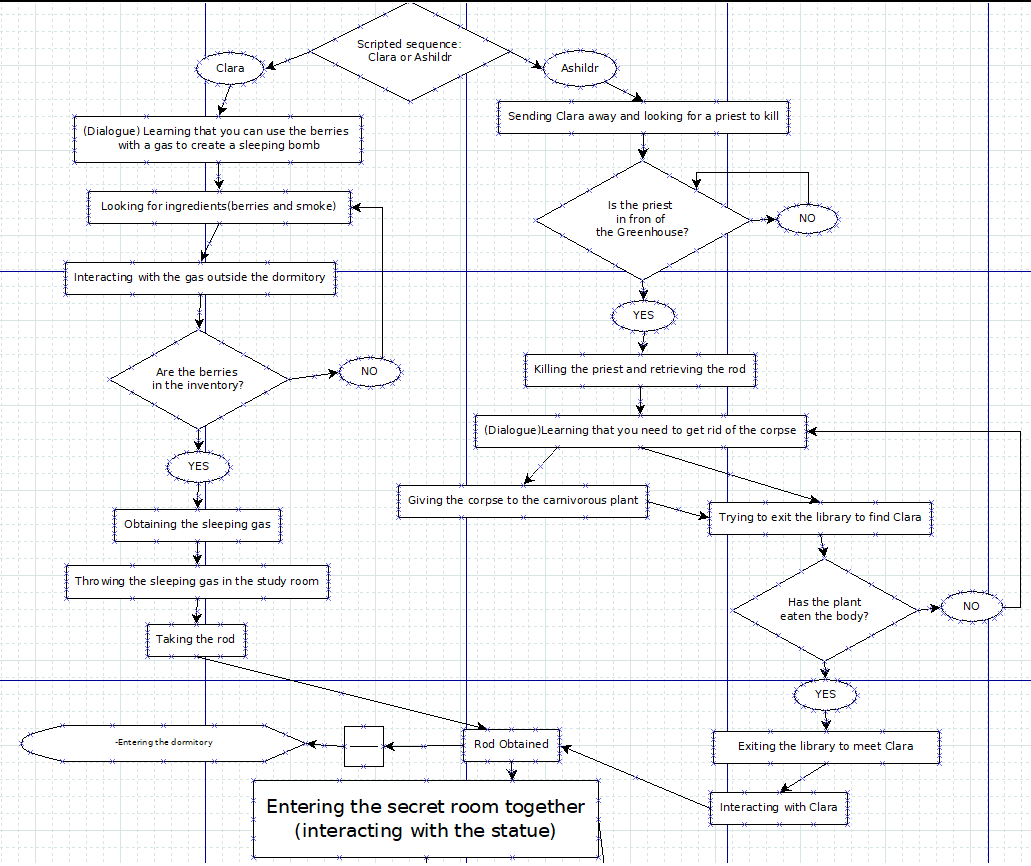 Scripted sequence:
Clara or Ashildr
Clara
Ashildr
Sending Clara away and looking for a priest to kill
(Dialogue) Learning that you can use the berries
with a gas to create a sleeping bomb
Looking for ingredients(berries and smoke)
Is the priest
in fron of
the Greenhouse?
NO
Interacting with the gas outside the dormitory
YES
Are the berries
in the inventory?
NO
Killing the priest and retrieving the rod
(Dialogue)Learning that you need to get rid of the corpse
YES
Giving the corpse to the carnivorous plant
Trying to exit the library to find Clara
Obtaining the sleeping gas
Throwing the sleeping gas in the study room
Has the plant
eaten the body?
NO
Taking the rod
YES
-Entering the dormitory
Rod Obtained
Exiting the library to meet Clara
Entering the secret room together
(interacting with the statue)
Interacting with Clara